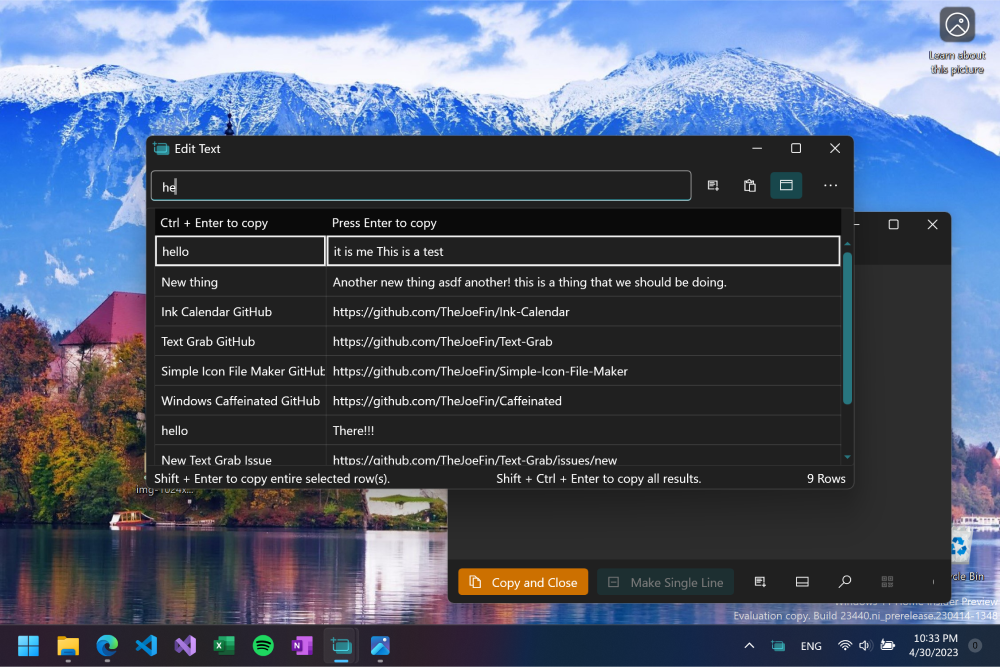 Learn about
this picture
Edit Text
he
Ctrl + Enter to copy
Press Enter to copy
hello
it is me This is a test
New thing
Another new thing asdf another! this is a thing that we should be doing.
Ink Calendar GitHub
https://github.com/TheJoeFin/Ink-Calendar
Text Grab GitHub
https://github.com/TheJoeFin/Text-Grab
Simple Icon File Maker GitHub
https://github.com/TheJoeFin/Simple-Icon-File-Maker
Windows Caffeinated GitHub
https://github.com/TheJoeFin/Caffeinated
hello
There!!!
New Text Grab Issue
https://github.com/TheJoeFin/Text-Grab/issues/new
Shift + Enter to copy entire selected row(s).
Shift + Ctrl + Enter to copy all results.
9 Rows
img-1024x...
Copy and Close
Make Single Line
cle Bin
Insider Preview
Evaluation copy. Build 23440.ni_prerelease.230414-1348
ENG
10:33 PM
4/30/2023